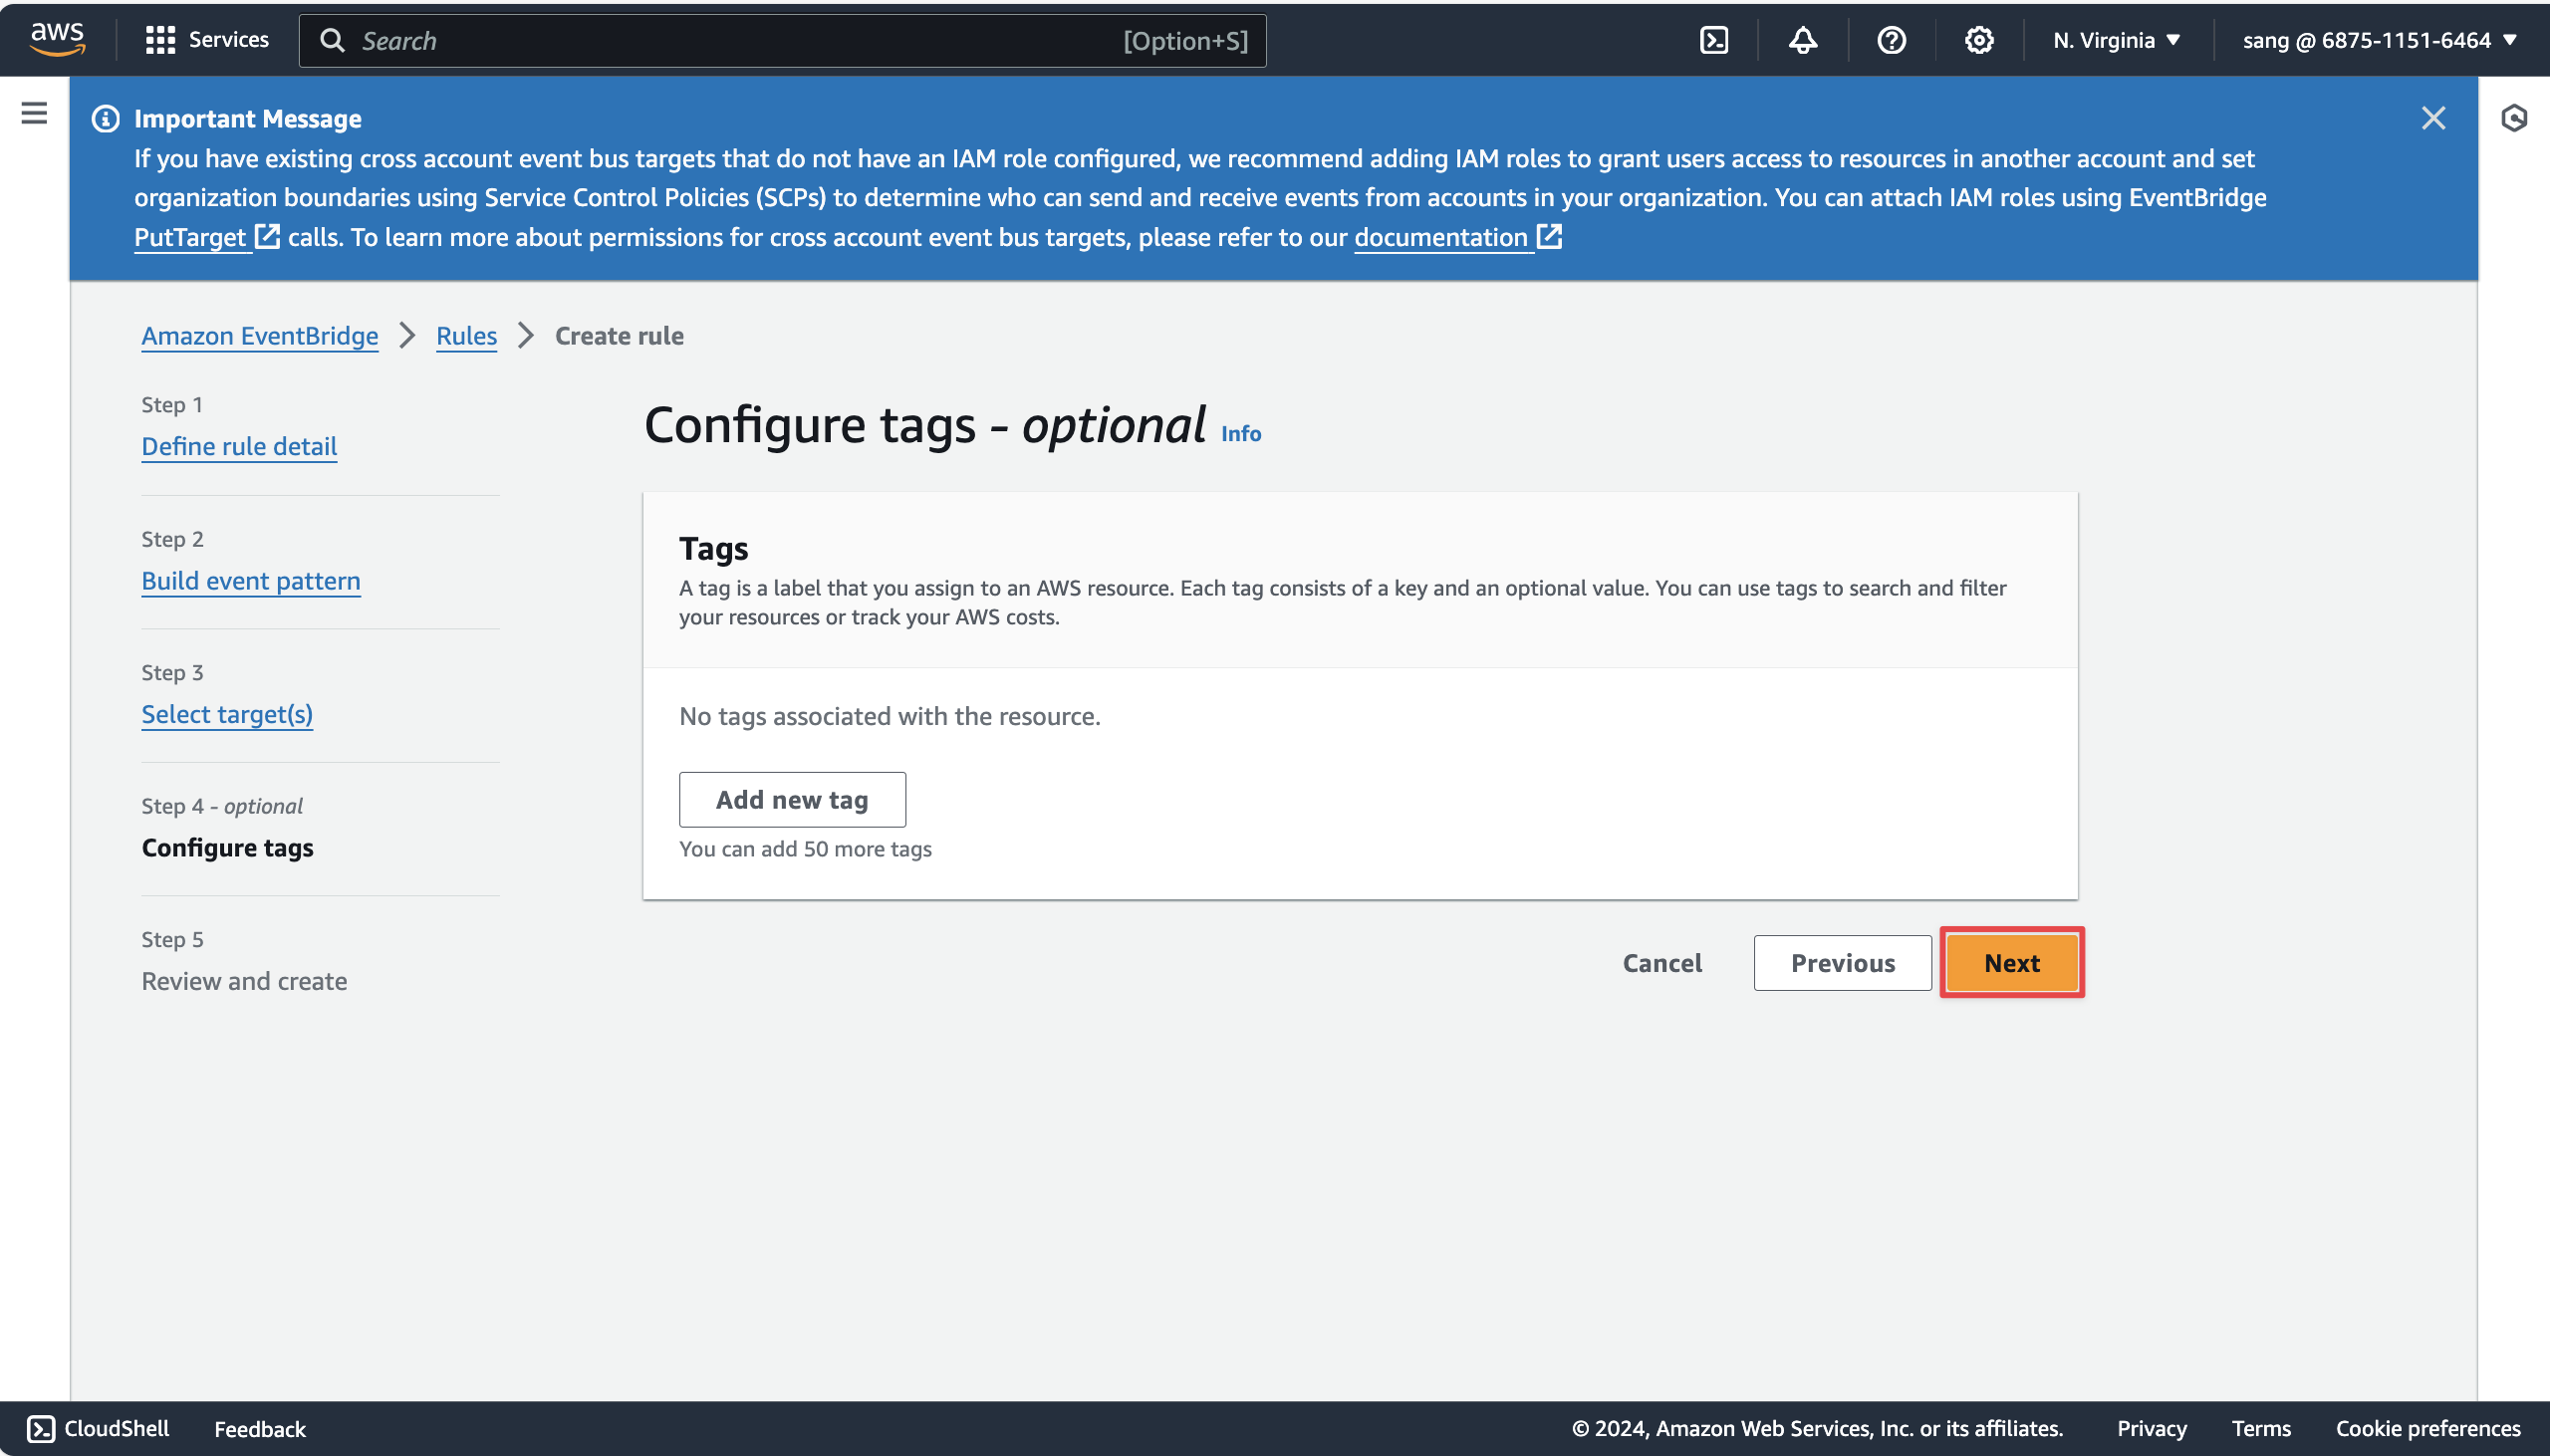 aws
Services
Search
[Option+S]
N. Virginia
sang @ 6875-1151-6464
Important Message
If you have existing cross account event bus targets that do not have an IAM role configured, we recommend adding IAM roles to grant users access to resources in another account and set
organization boundaries using Service Control Policies (SCPs) to determine who can send and receive events from accounts in your organization. You can attach IAM roles using EventBridge
PutTarget calls. To learn more about permissions for cross account event bus targets, please refer to our documentation
Amazon EventBridge
Rules
Create rule
Step 1
Define rule detail
Step 2
Build event pattern
Step 3
Select target(s)
Step 4 - optional
Configure tags
Step 5
Review and create
Configure tags - optional Info
Tags
A tag is a label that you assign to an AWS resource. Each tag consists of a key and an optional value. You can use tags to search and filter
your resources or track your AWS costs.
No tags associated with the resource.
Add new tag
You can add 50 more tags
Cancel
Previous
Next
CloudShell
Feedback
© 2024, Amazon Web Services, Inc. or its affiliates.
Privacy
Terms
Cookie preferences